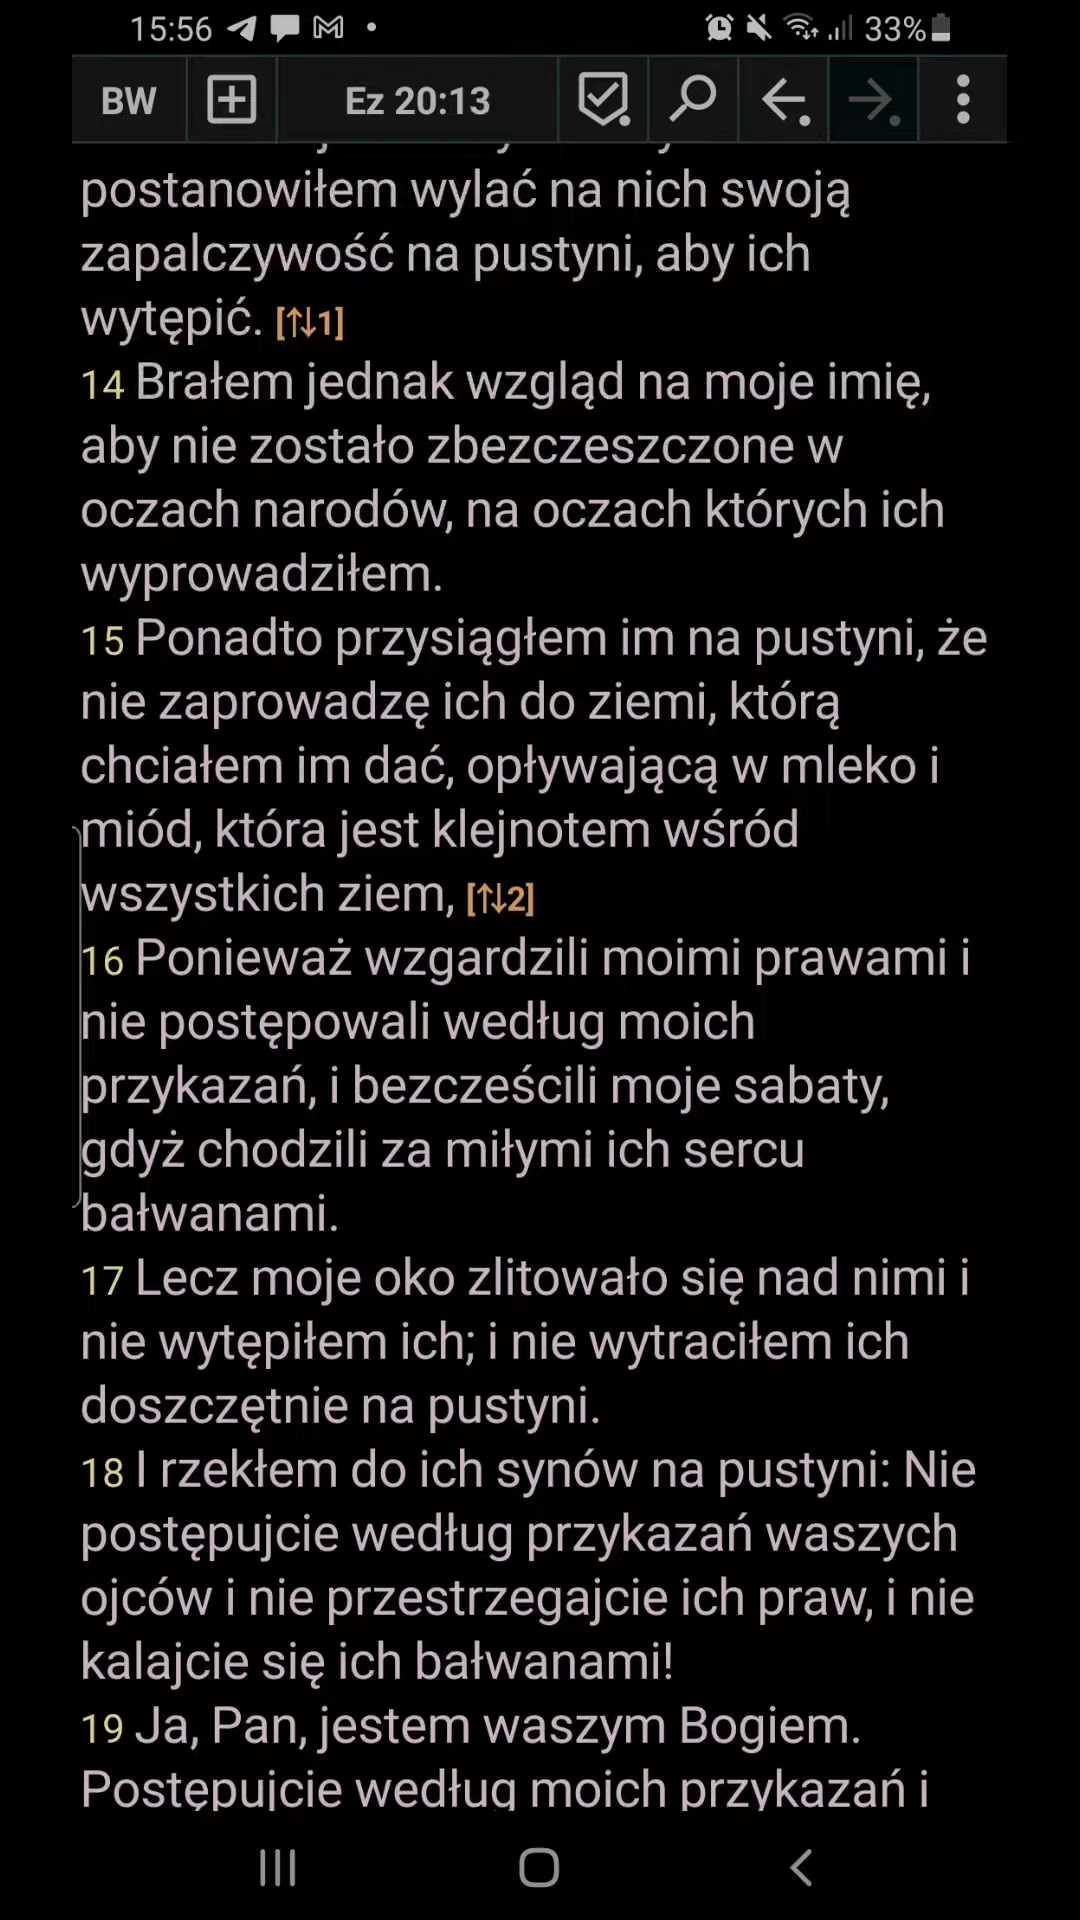 15:56 33%
BW Ez 20:13
postanowiłem wylać na nich swoją
zapalczywość na pustyni, aby ich
wytępić. [↑↓1]
14 Brałem jednak wzgląd na moje imię,
aby nie zostało zbezczeszczone w
oczach narodów, na oczach których ich
wyprowadziłem.
15 Ponadto przysiągłem im na pustyni, że
nie zaprowadzę ich do ziemi, którą
chciałem im dać, opływającą w mleko i
miód, która jest klejnotem wśród
wszystkich ziem, [↑↓2]
16 Ponieważ wzgardzili moimi prawami i
nie postępowali według moich
przykazań, i bezcześcili moje sabaty,
gdyż chodzili za miłymi ich sercu
bałwanami.
17 Lecz moje oko zlitowało się nad nimi i
nie wytępiłem ich; i nie wytraciłem ich
doszczętnie na pustyni.
18 I rzekłem do ich synów na pustyni: Nie
postępujcie według przykazań waszych
ojców i nie przestrzegajcie ich praw, i nie
kalajcie się ich bałwanami!
19 Ja, Pan, jestem waszym Bogiem.
Postępujcie według moich przykazań i